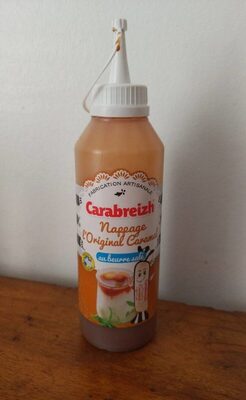 FABRICATION ARTISANALE
Carabreizh
Nappage
l'Original Caramel
au beurre salé